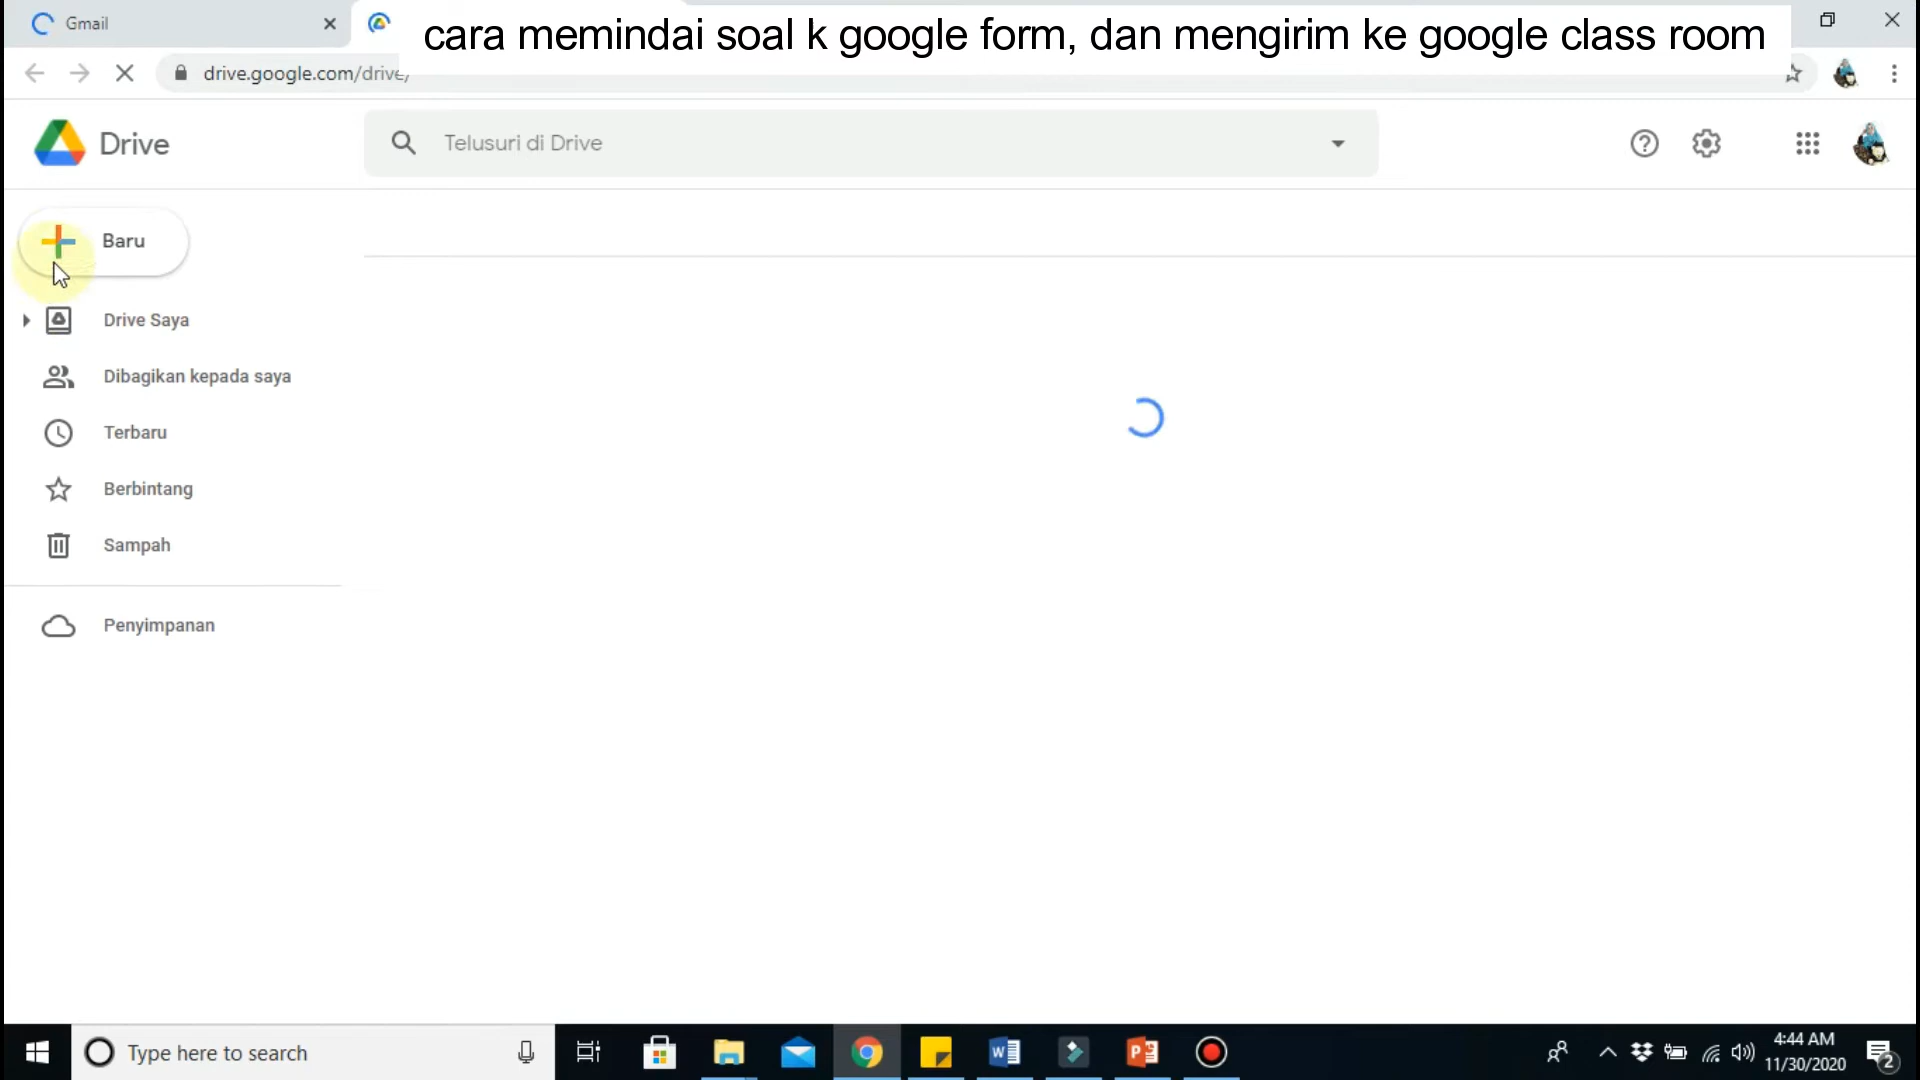 Gmail
cara memindai soal k google form, dan mengirim ke google class room
drive.google.com/drive/
Drive
Telusuri di Drive
Baru
Drive Saya
Dibagikan kepada saya
Terbaru
Berbintang
Sampah
Penyimpanan
Type here to search
4:44 AM
11/30/2020
2